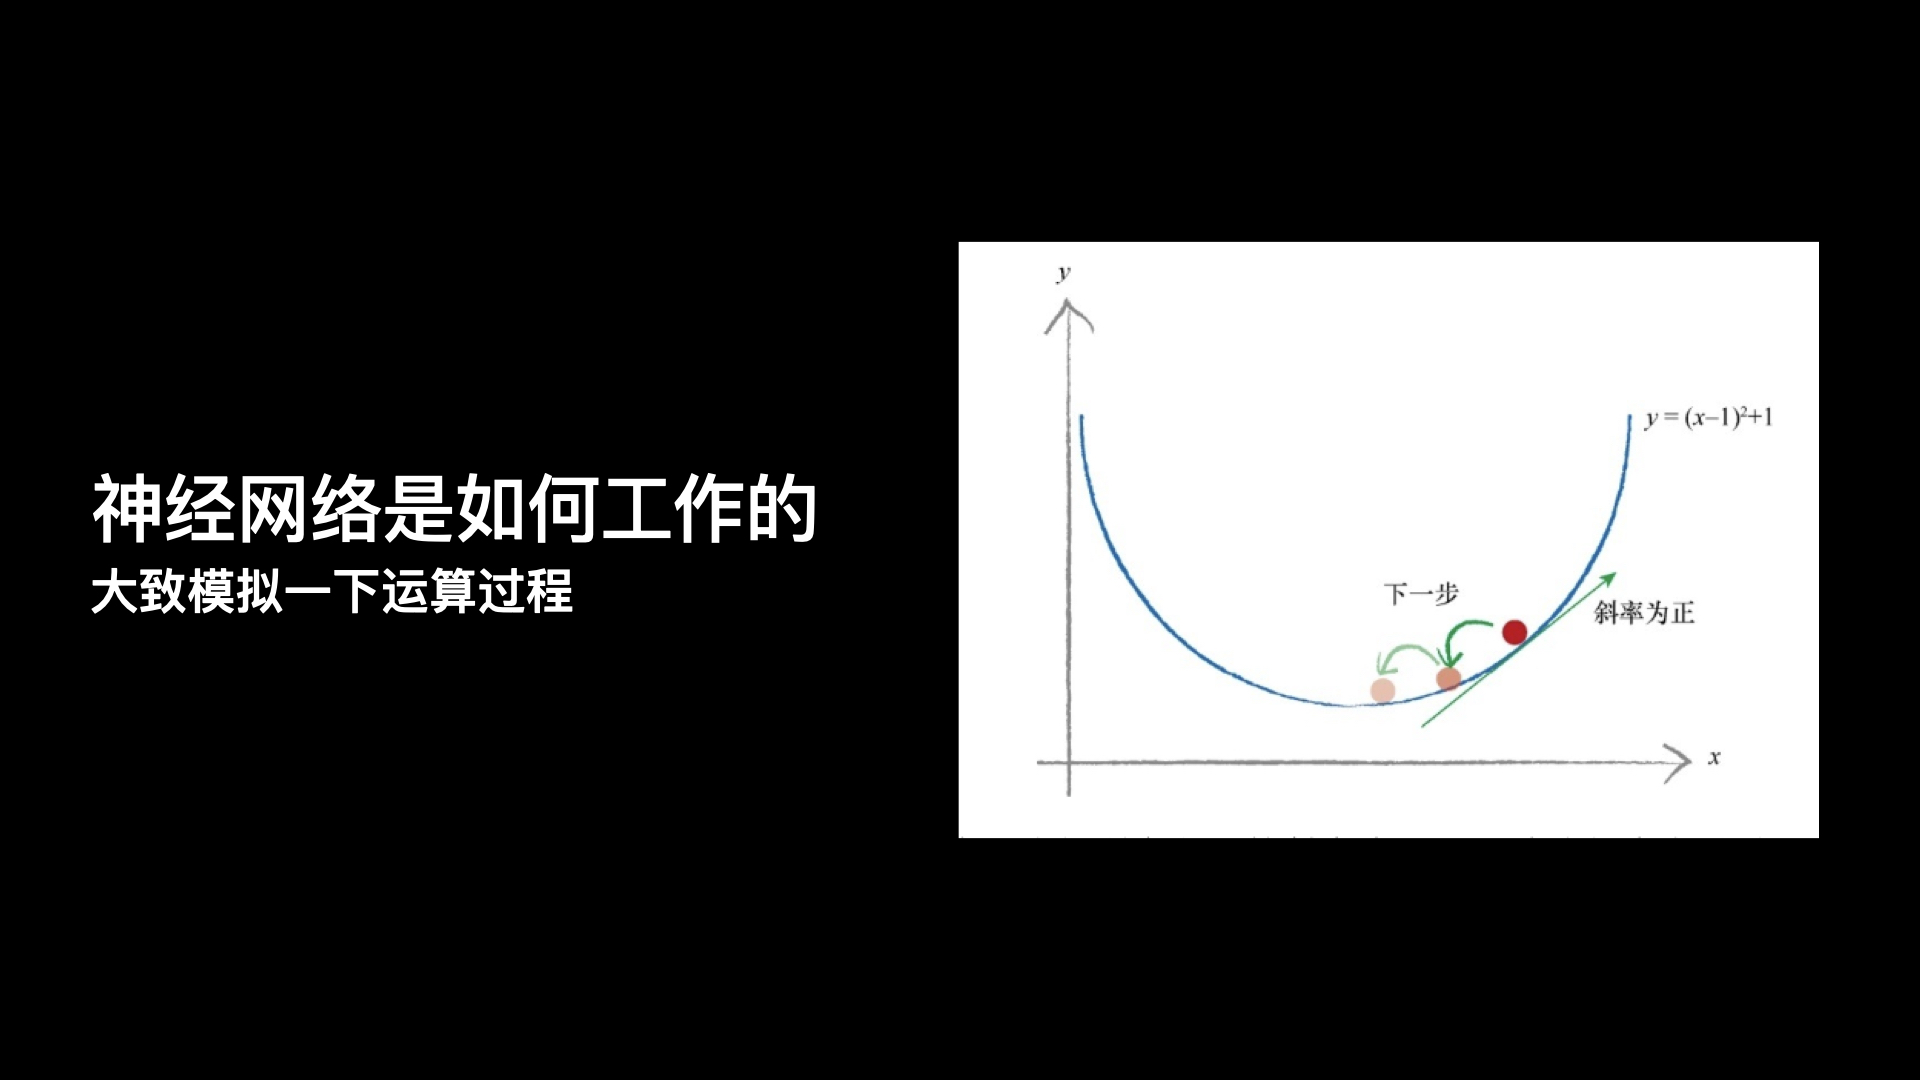 神经网络是如何工作的
大致模拟一下运算过程
y
y = (x–1)²+1
下一步
斜率为正
x